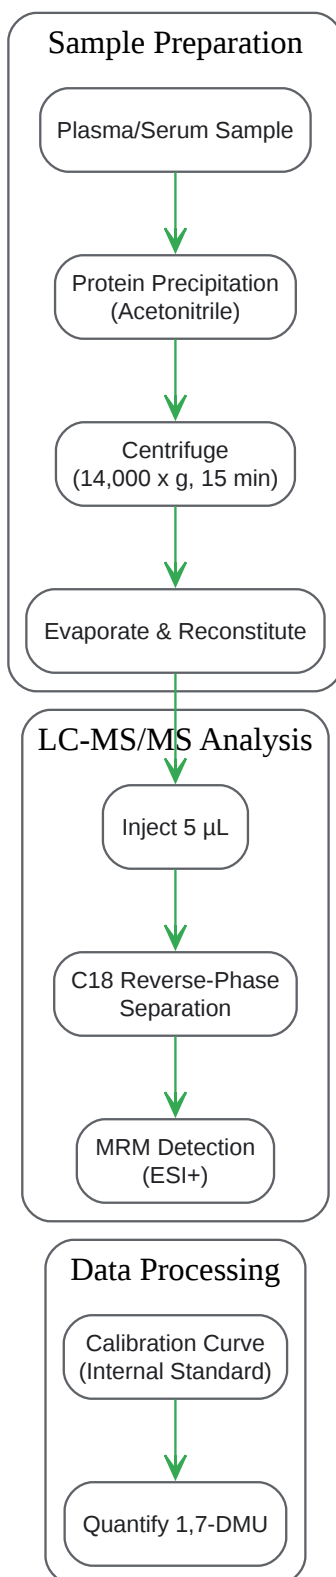 Sample Preparation
Plasma/Serum Sample
Protein Precipitation
(Acetonitrile)
Centrifuge
(14,000 x g, 15 min)
Evaporate & Reconstitute
LC-MS/MS Analysis
Inject 5 µL
C18 Reverse-Phase
Separation
MRM Detection
(ESI+)
Data Processing
Calibration Curve
(Internal Standard)
Quantify 1,7-DMU